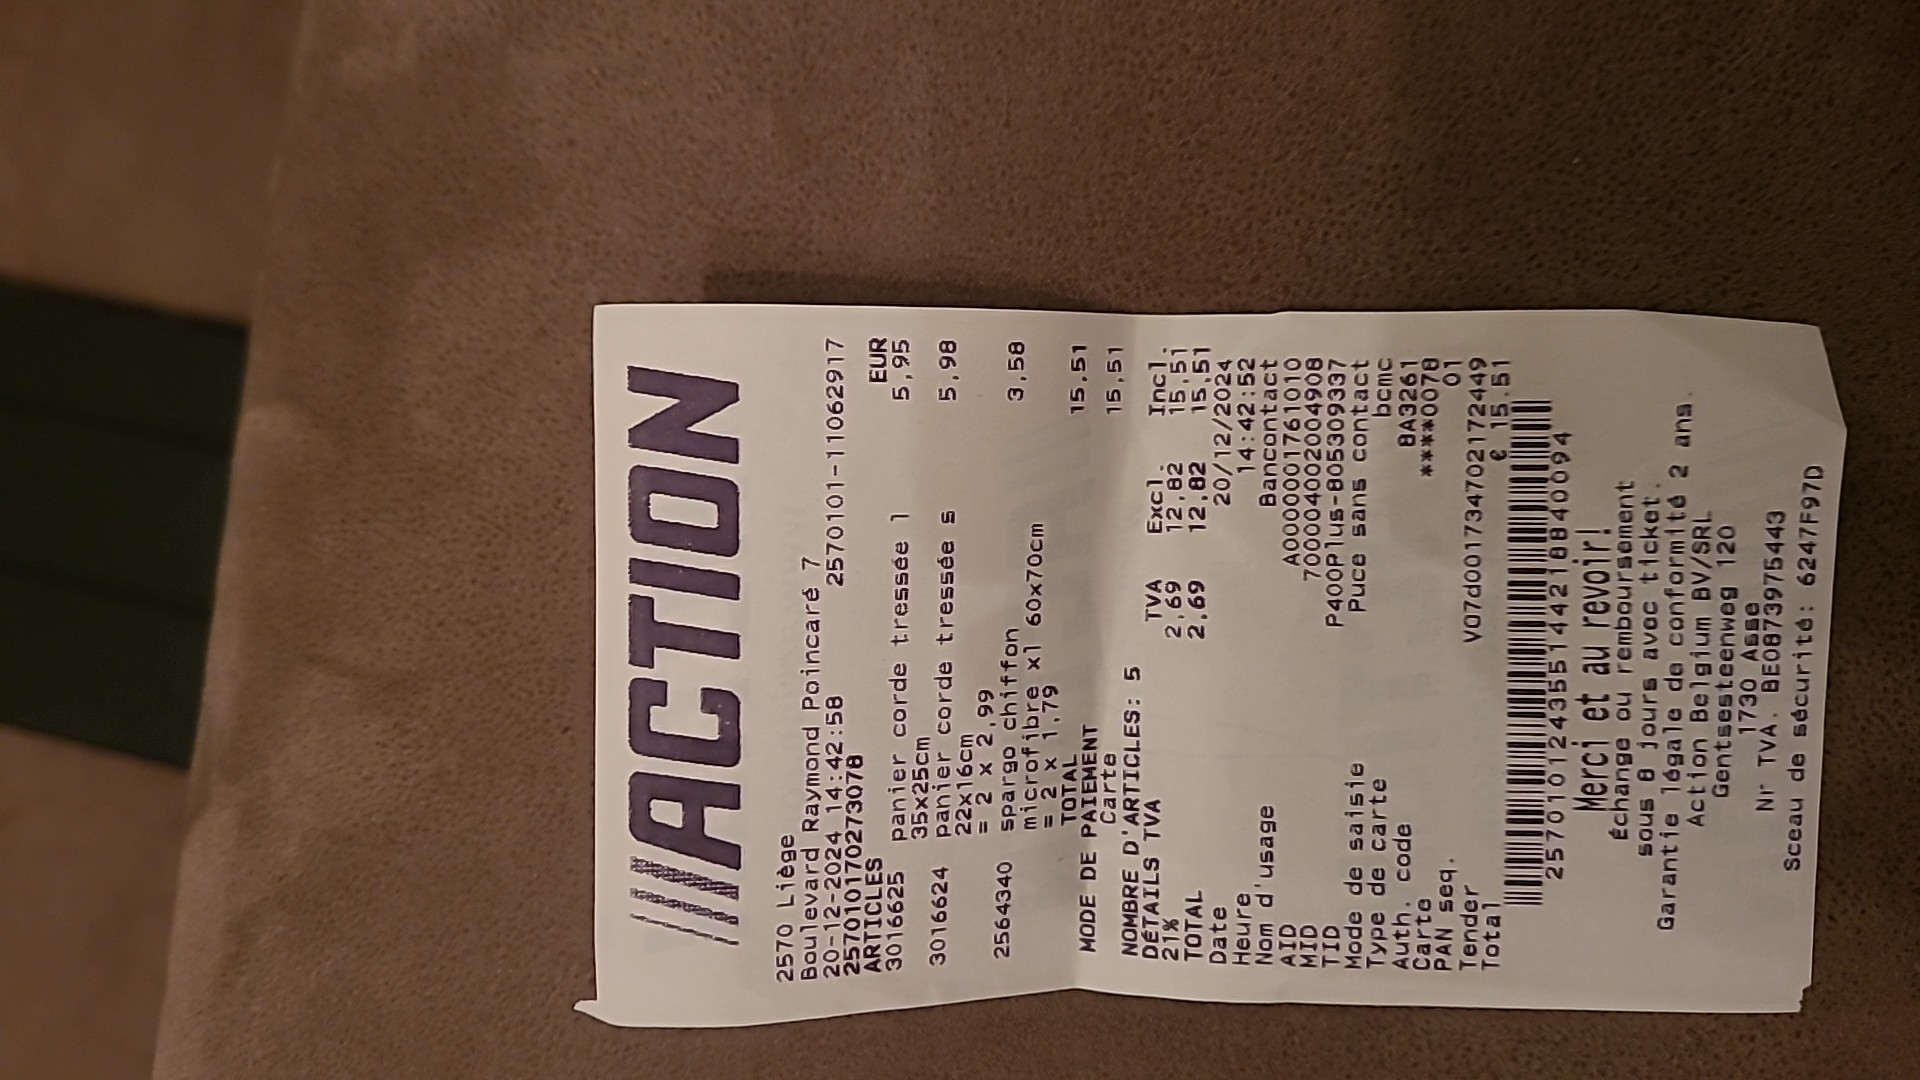 ACTION
2570 Liège
Boulevard Raymond Poincaré 7
20-12-2024 14:42:58 2570101-11062917
2570101702273078
ARTICLES EUR
3016625 panier corde tressée l 5,95
35x25cm
3016624 panier corde tressée s 5,98
22x16cm
= 2 x 2,99
2564340 spargo chiffon 3,58
microfibre x1 60x70cm
= 2 x 1,79
TOTAL 15,51
MODE DE PAIEMENT
Carte 15,51
NOMBRE D'ARTICLES: 5
DÉTAILS TVA TVA Excl. Incl.
21% 2,69 12,82 15,51
TOTAL 2,69 12,82 15,51
Date 20/12/2024
Heure 14:42:52
Nom d'usage Bancontact
AID A0000001761010
MID 7000040020004908
TID P400Plus-805309337
Mode de saisie Puce sans contact
Type de carte bcmc
Auth. code 8A3261
Carte ****0078
PAN seq. 01
Tender V07d001734702172449
Total € 15.51
257010124355144218840094
Merci et au revoir!
Échange ou remboursement
sous 8 jours avec ticket.
Garantie légale de conformité 2 ans.
Action Belgium BV/SRL
Gentsesteenweg 120
1730 Asse
Nr TVA. BE0873975443
Sceau de sécurité: 6247F97D